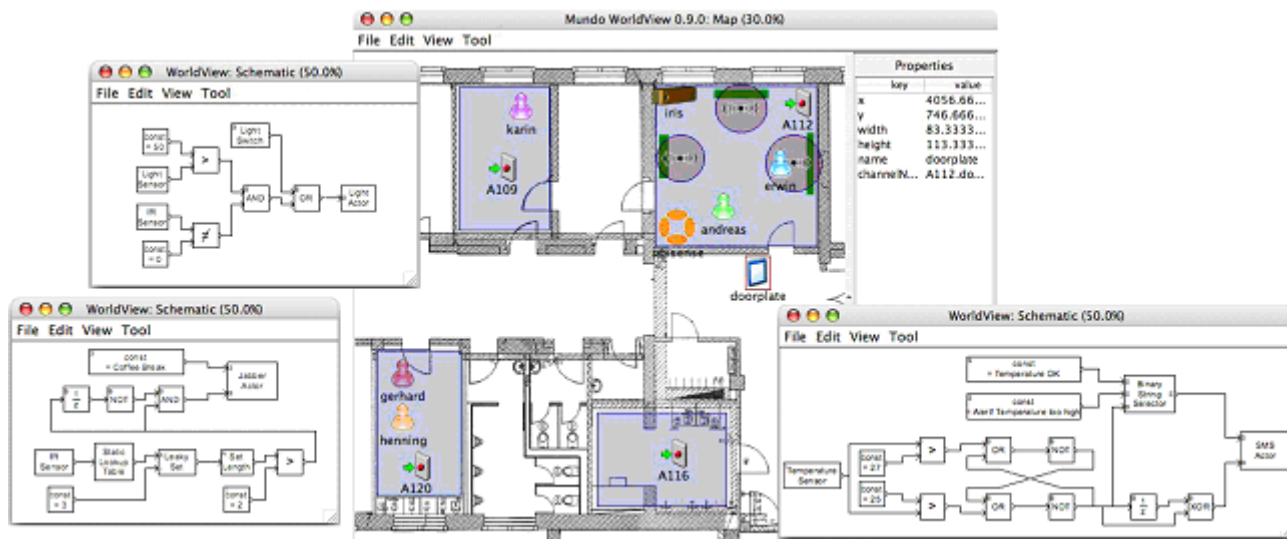 Mundo WorldView 0.9.0: Map (30.0%)
File Edit View Tool
Properties
key value
x 4056.66...
y 746.666...
width 83.3333...
height 113.333...
name doorplate
channelN... A112.do...
karin
A109
iris
A112
erwin
andreas
ubisense
doorplate
gerhard
henning
A120
A116
WorldView: Schematic (50.0%)
File Edit View Tool
const
= 50
Light
Sensor
>
IR
Sensor
const
= 0
≠
Light
Switch
AND
OR
Light
Actor
WorldView: Schematic (50.0%)
File Edit View Tool
const
= Coffee Break
Jabber
Actor
1
z
NOT
AND
IR
Sensor
Static
Lookup
Table
Leaky
Set
Set
Length
>
const
= 3
const
= 2
WorldView: Schematic (50.0%)
File Edit View Tool
const
= Temperature OK
const
= Alert! Temperature too high
Binary
String
Selector
SMS
Actor
Temperature
Sensor
const
= 27
const
= 25
>
OR
NOT
>
OR
NOT
1
z
XOR